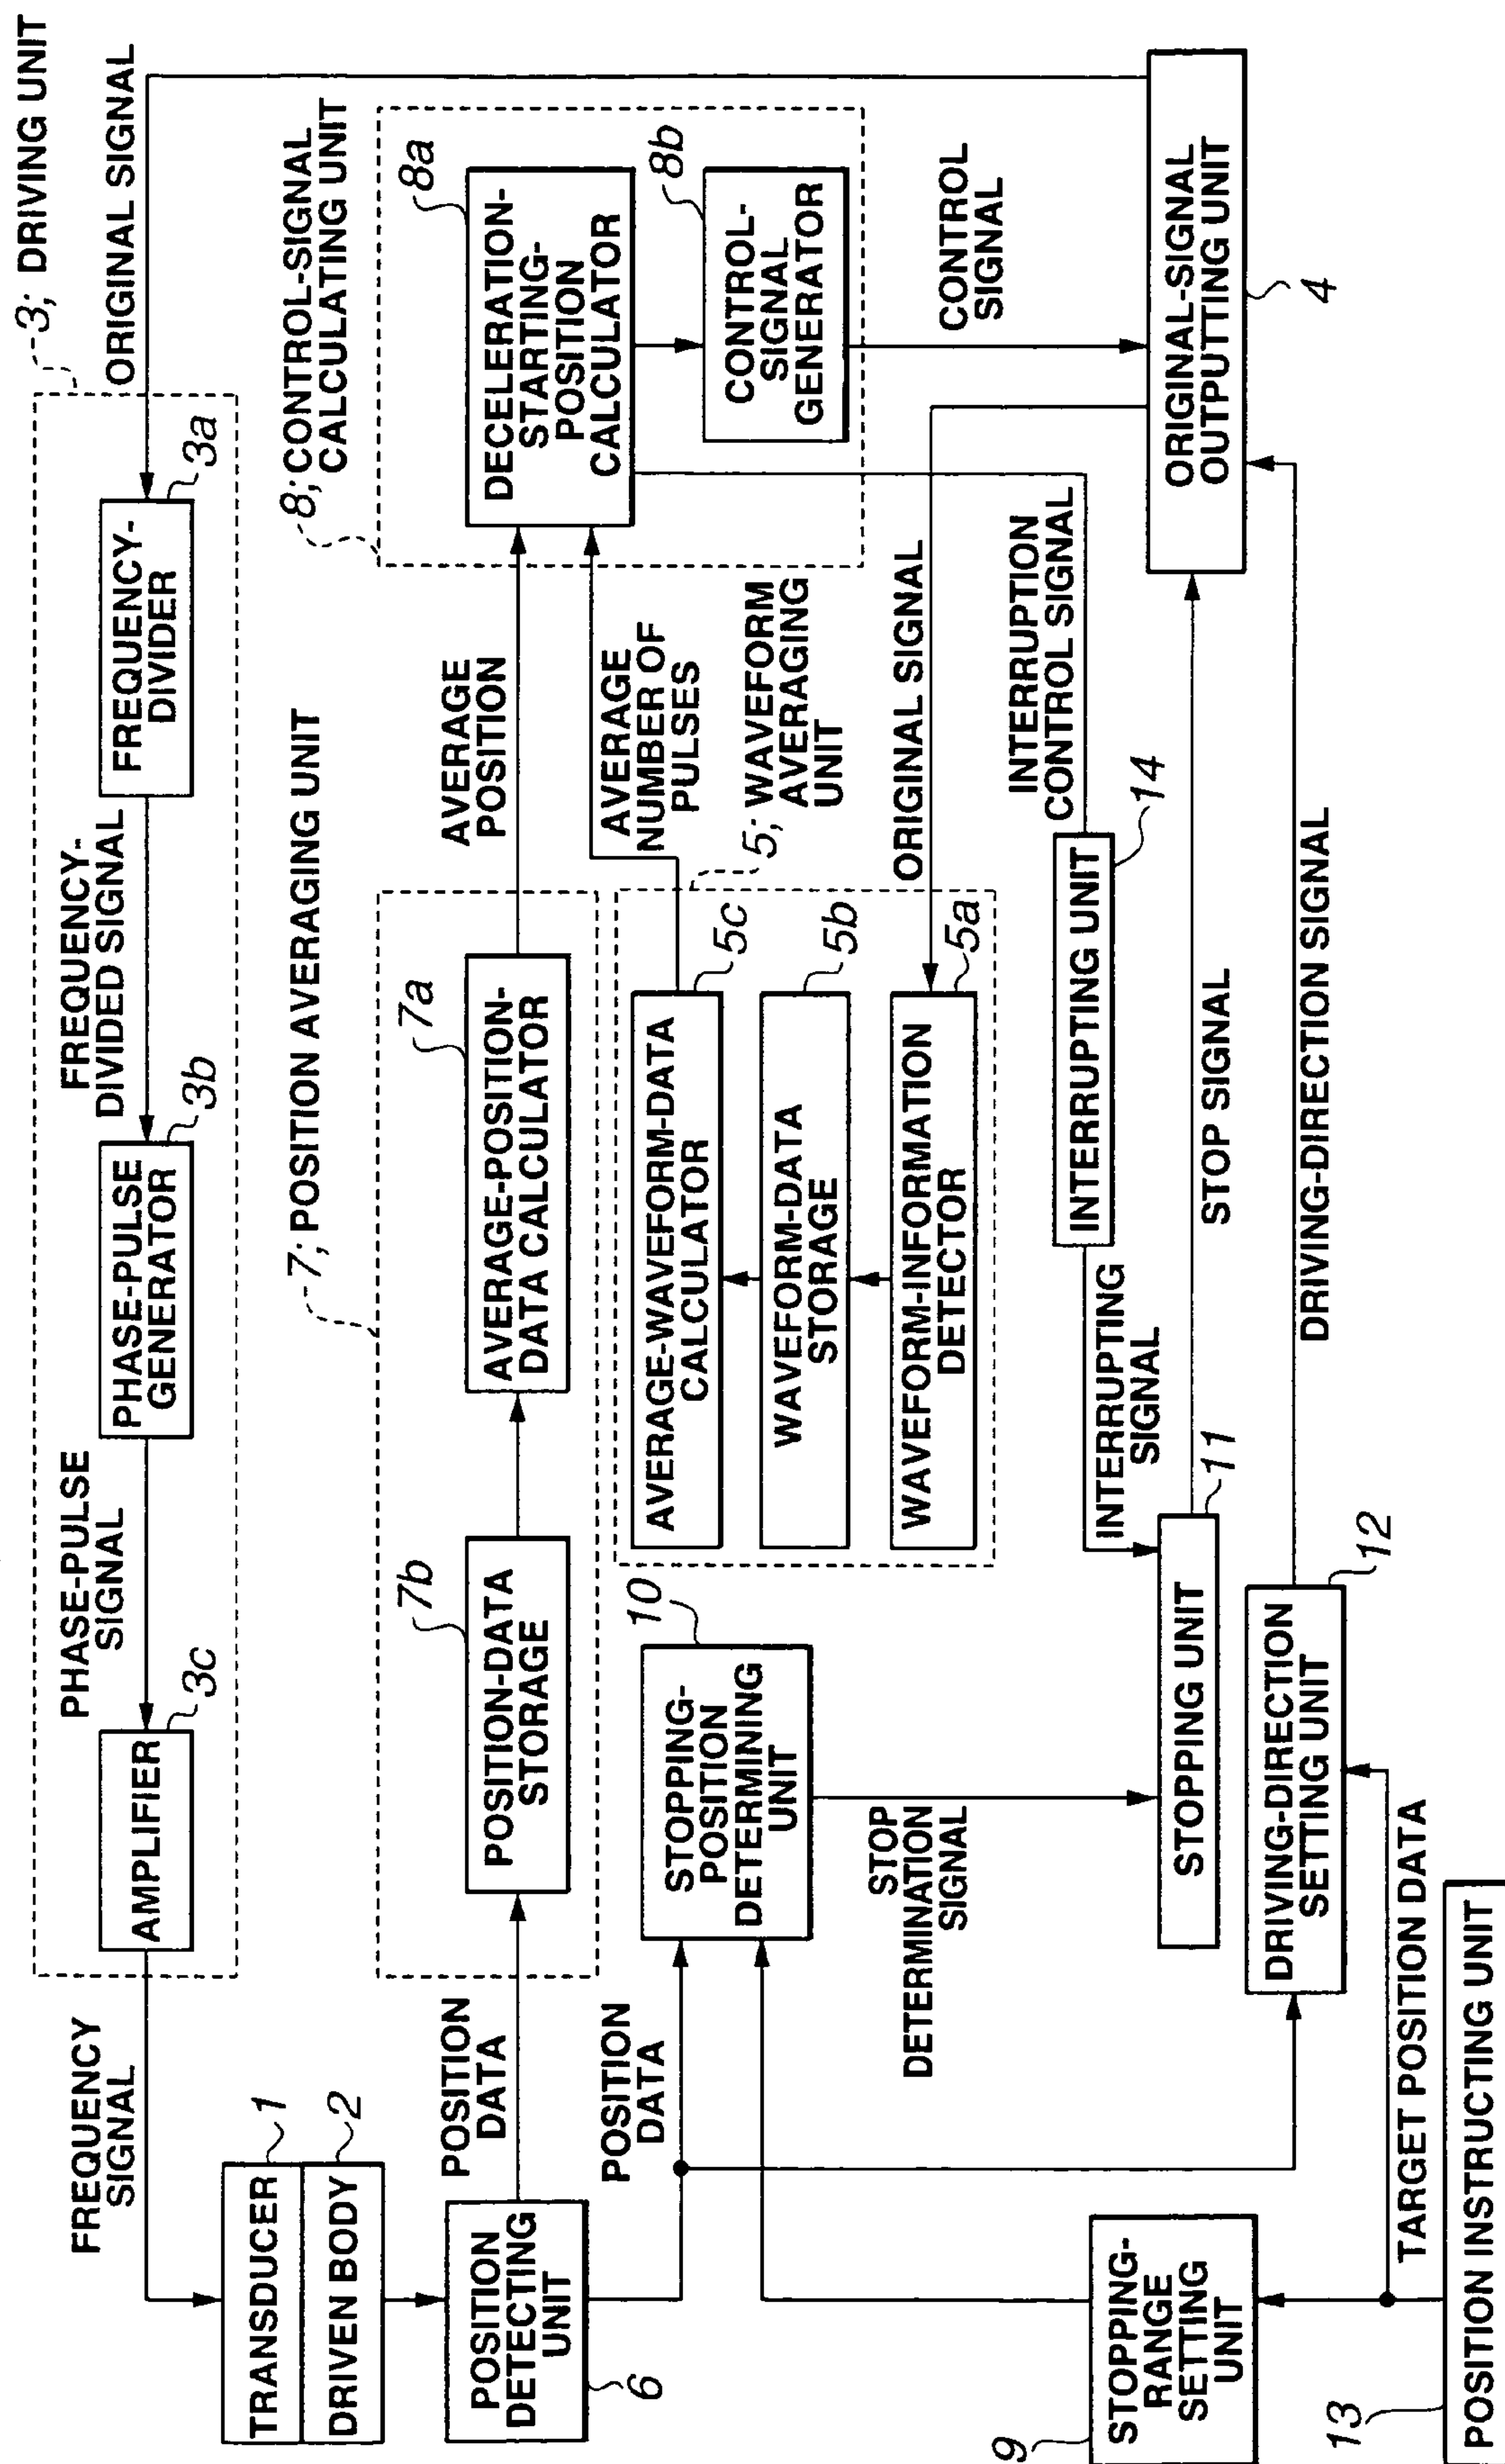 3; DRIVING UNIT
FREQUENCY
SIGNAL
AMPLIFIER
3c
PHASE-PULSE
SIGNAL
PHASE-PULSE
GENERATOR
3b
FREQUENCY-
DIVIDED SIGNAL
FREQUENCY-
DIVIDER
3a
ORIGINAL SIGNAL
TRANSDUCER
1
DRIVEN BODY
2
POSITION
DETECTING
UNIT
6
POSITION
DATA
7; POSITION AVERAGING UNIT
POSITION-DATA
STORAGE
7b
AVERAGE-POSITION-
DATA CALCULATOR
7a
AVERAGE
POSITION
8; CONTROL-SIGNAL
CALCULATING UNIT
DECELERATION-
STARTING-
POSITION
CALCULATOR
8a
CONTROL-
SIGNAL
GENERATOR
8b
CONTROL
SIGNAL
POSITION
DATA
STOPPING-
POSITION
DETERMINING
UNIT
10
STOP
DETERMINATION
SIGNAL
AVERAGE-WAVEFORM-DATA
CALCULATOR
5c
WAVEFORM-DATA
STORAGE
5b
WAVEFORM-INFORMATION
DETECTOR
5a
AVERAGE
NUMBER OF
PULSES
5; WAVEFORM
AVERAGING
UNIT
ORIGINAL SIGNAL
INTERRUPTION
CONTROL SIGNAL
INTERRUPTING UNIT
14
INTERRUPTING
SIGNAL
STOPPING-
RANGE
SETTING
UNIT
9
STOPPING UNIT
11
STOP SIGNAL
ORIGINAL-SIGNAL
OUTPUTTING UNIT
4
DRIVING-DIRECTION
SETTING UNIT
12
DRIVING-DIRECTION SIGNAL
TARGET POSITION DATA
POSITION INSTRUCTING UNIT
13